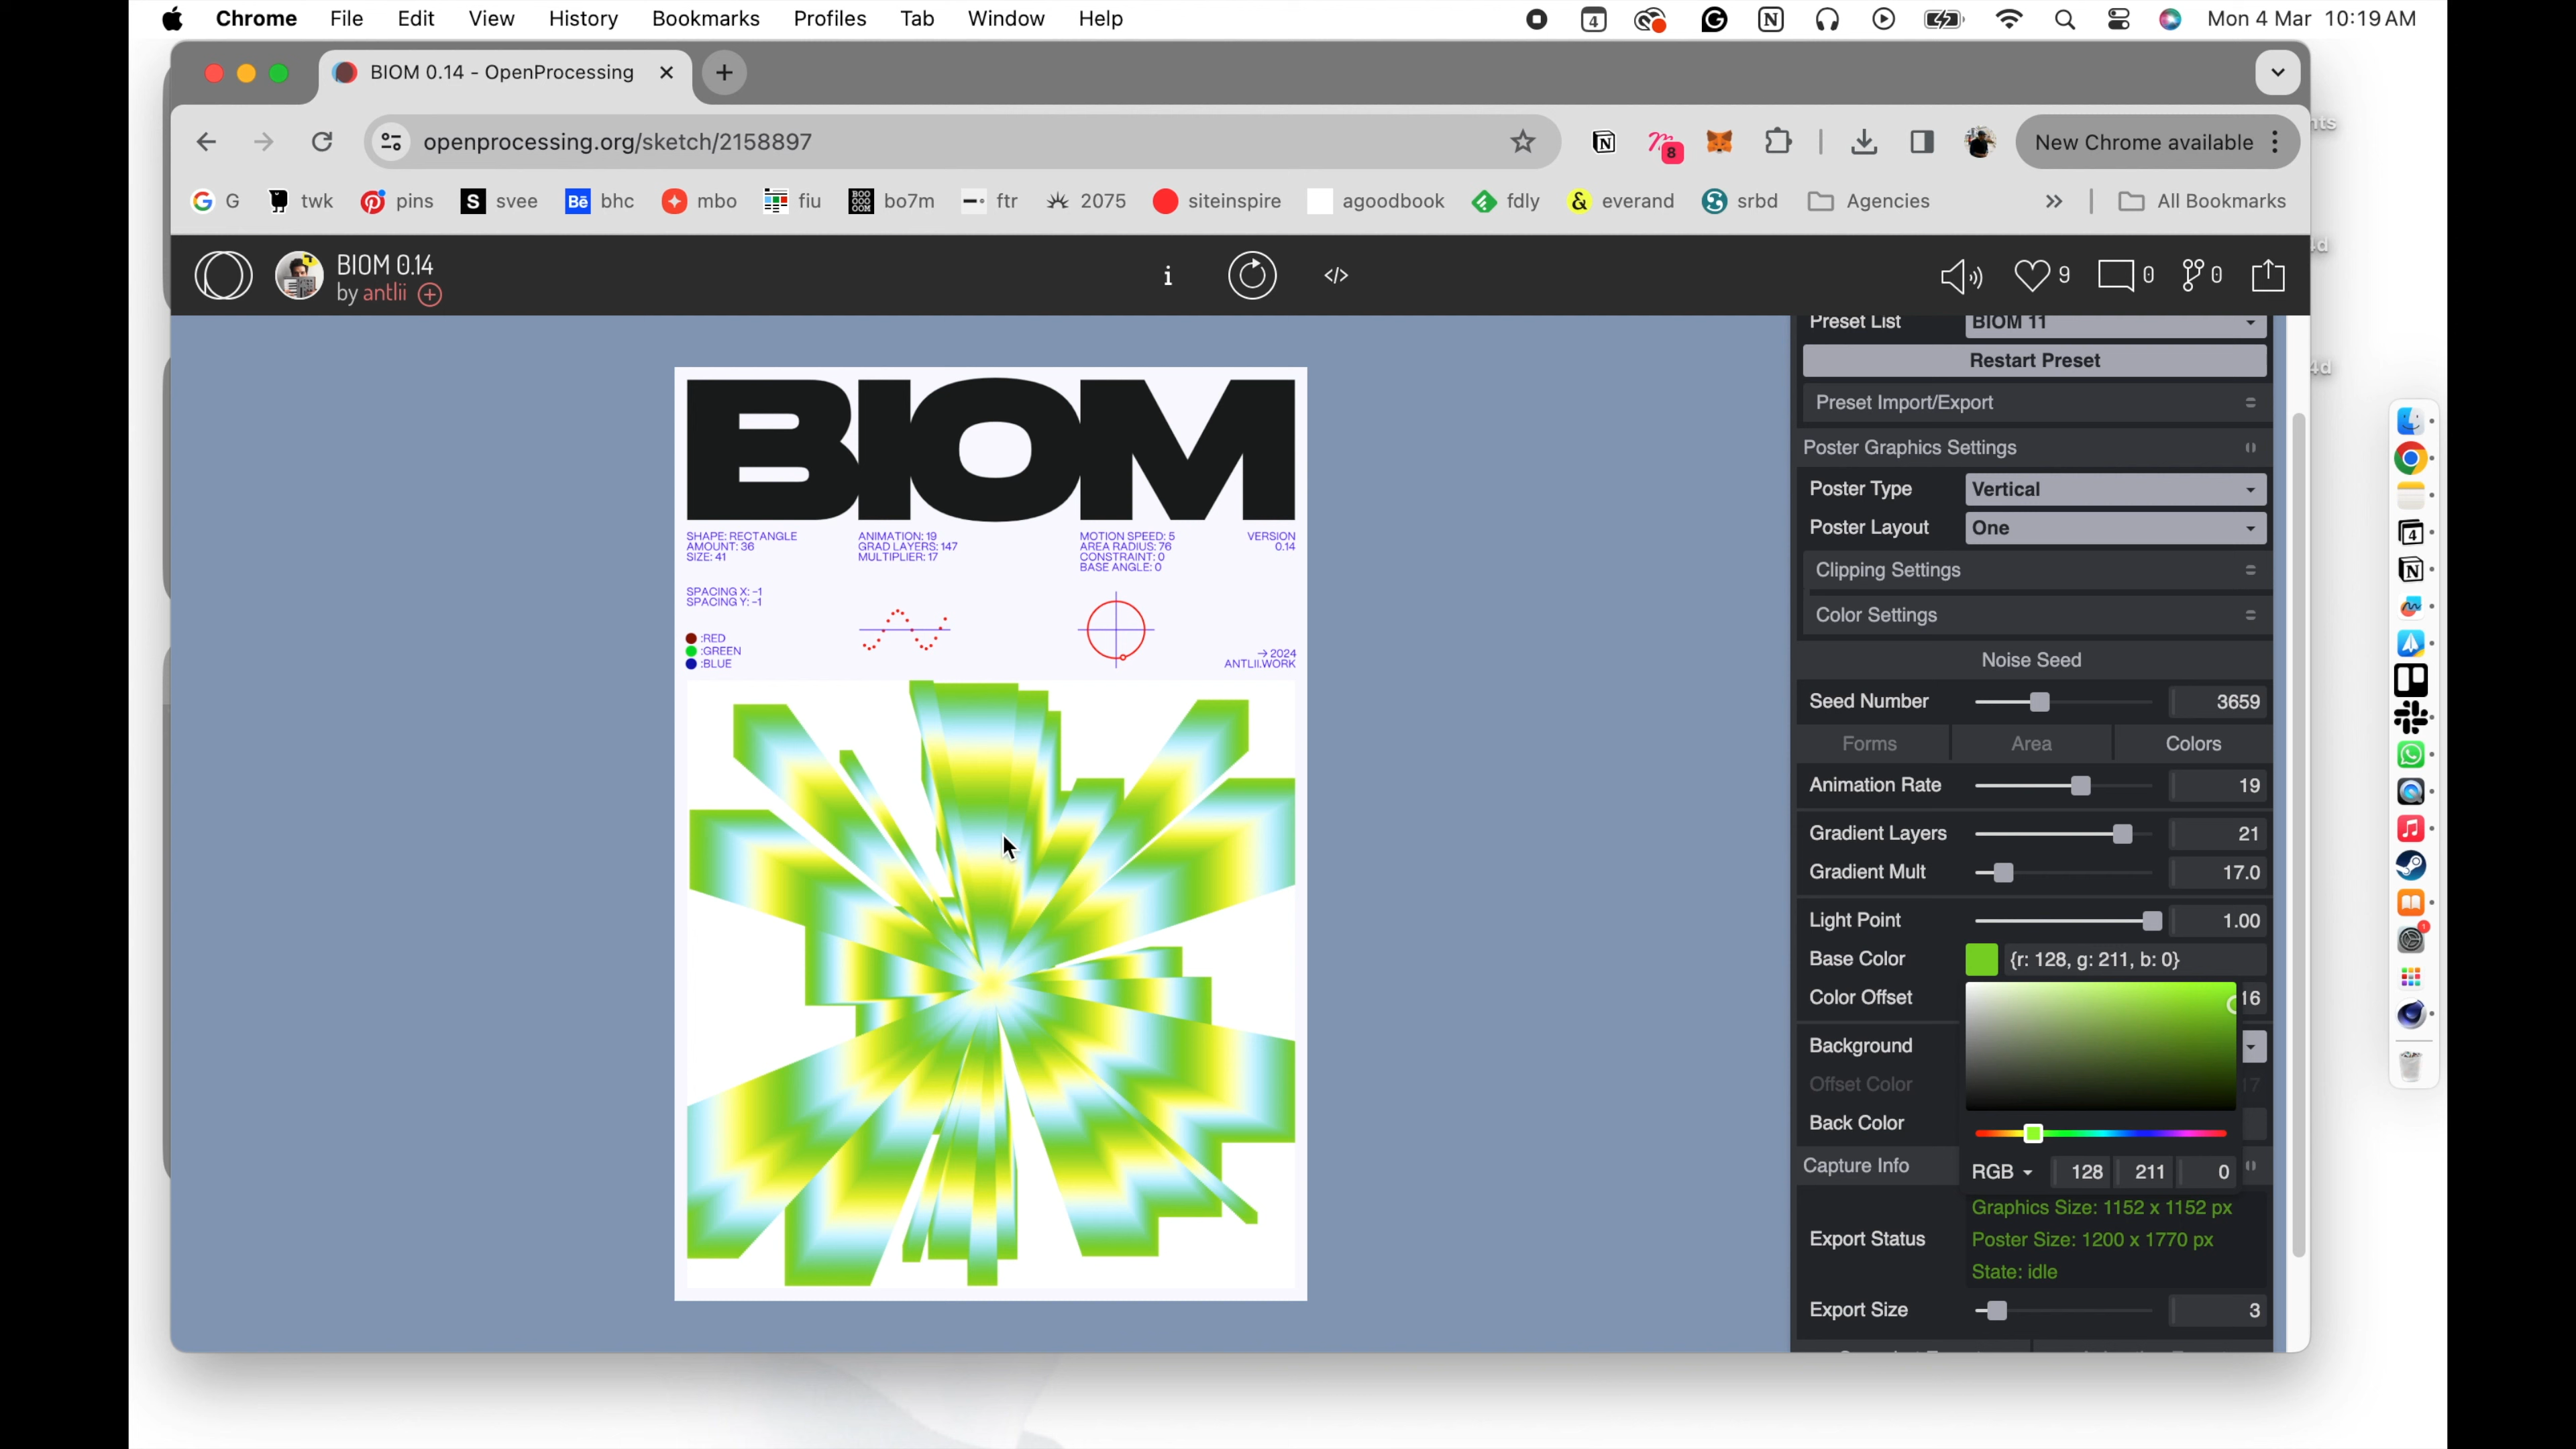 Chrome File Edit View History Bookmarks Profiles Tab Window Help 4 Mon 4 Mar 10:19 AM
BIOM 0.14 - OpenProcessing
openprocessing.org/sketch/2158897 8 New Chrome available
G twk pins svee bhc mbo fiu bo7m ftr 2075 siteinspire agoodbook fdly everand srbd Agencies All Bookmarks
BIOM 0.14
by antlii
i </> 9 0 0
Preset List BIOM 11
Restart Preset
Preset Import/Export
Poster Graphics Settings
Poster Type Vertical
Poster Layout One
Clipping Settings
Color Settings
Noise Seed
Seed Number 3659
Forms Area Colors
Animation Rate 19
Gradient Layers 21
Gradient Mult 17.0
Light Point 1.00
Base Color {r: 128, g: 211, b: 0}
Color Offset 16
Background
Offset Color 17
Back Color
Capture Info RGB 128 211 0
Graphics Size: 1152 x 1152 px
Export Status Poster Size: 1200 x 1770 px
State: idle
Export Size 3
BIOM
SHAPE: RECTANGLE
AMOUNT: 36
SIZE: 41
ANIMATION: 19
GRAD LAYERS: 147
MULTIPLIER: 17
MOTION SPEED: 5
AREA RADIUS: 76
CONSTRAINT: 0
BASE ANGLE: 0
VERSION
0.14
SPACING X: -1
SPACING Y: -1
:RED
:GREEN
:BLUE
→ 2024
ANTLII.WORK